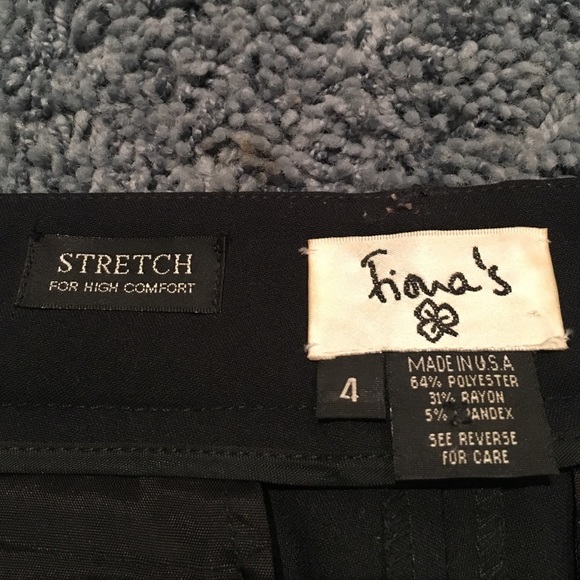 STRETCH
FOR HIGH COMFORT
Fiona's
4
MADE IN U.S.A
64% POLYESTER
31% RAYON
5% SPANDEX
SEE REVERSE
FOR CARE